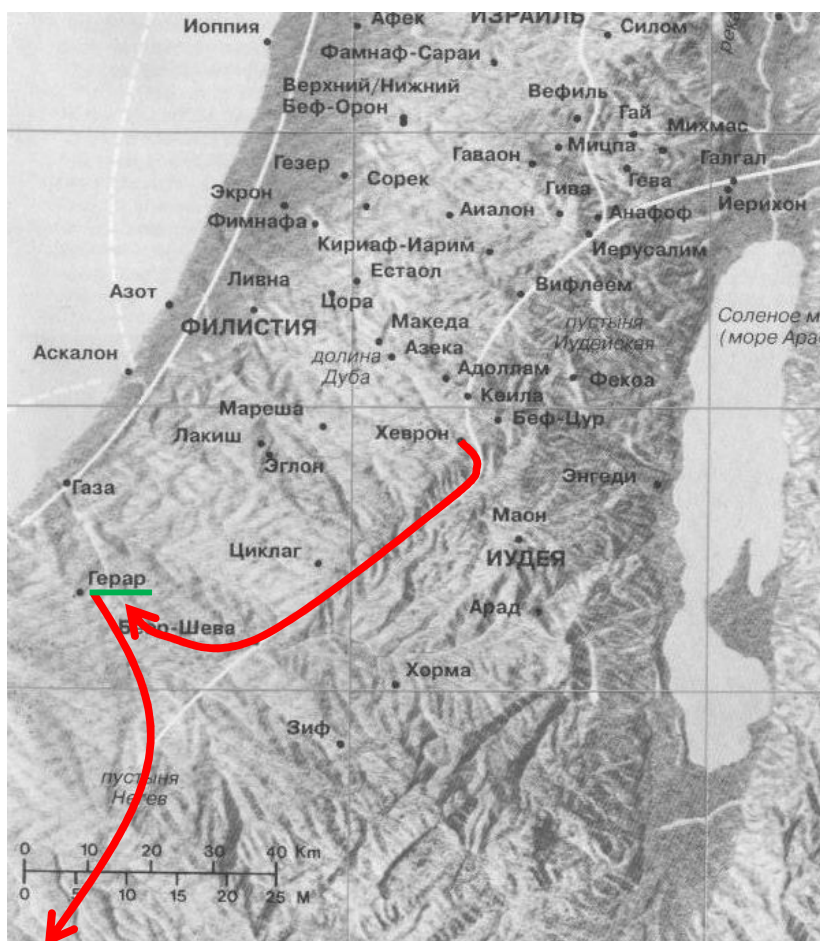 ИЗРАИЛЬ
Афек
Иоппия
Силом
река
Фамнаф-Сараи
Верхний/Нижний
Беф-Орон
Вефиль
Гай
Михмас
Мицпа
Гаваон
Гева
Галгал
Гезер
Сорек
Гива
Экрон
Иерихон
Фимнафа
Аиалон
Анафоф
Кириаф-Иарим
Иерусалим
Ливна
Естаол
Вифлеем
Азот
Цора
ФИЛИСТИЯ
Македа
пустыня
Иудейская
Соленое м
(море Ара
Аскалон
долина
Дуба
Азека
Адоллам
Фекоа
Кеила
Мареша
Беф-Цур
Лакиш
Хеврон
Эглон
Газа
Энгеди
Маон
Циклаг
ИУДЕЯ
Герар
Арад
Беэр-Шева
Хорма
Зиф
пустыня
Негев
0 10 20 30 40 Км
0 5 10 15 20 25 М